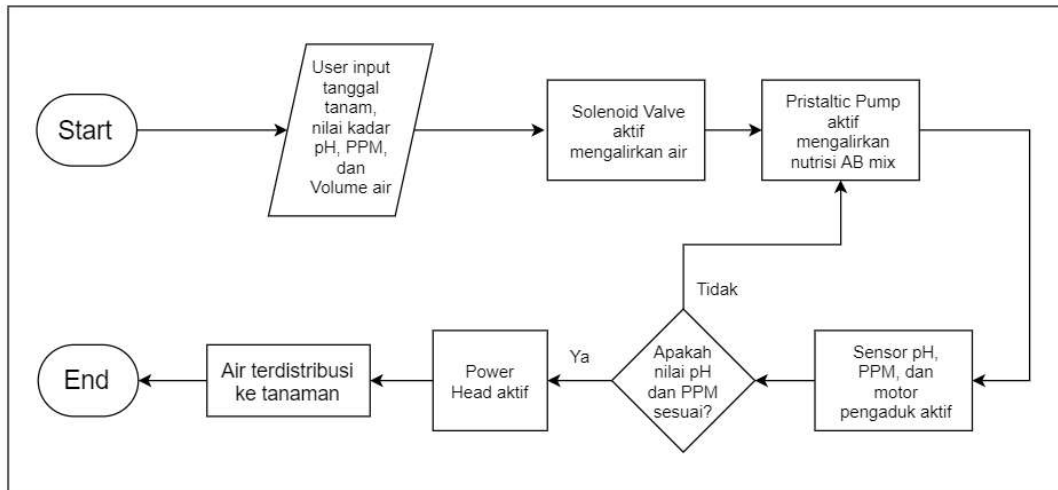 Start
User input
tanggal
tanam,
nilai kadar
pH, PPM,
dan
Volume air
Solenoid Valve
aktif
mengalirkan air
Pristaltic Pump
aktif
mengalirkan
nutrisi AB mix
Sensor pH,
PPM, dan
motor
pengaduk aktif
Apakah
nilai pH
dan PPM
sesuai?
Tidak
Ya
Power
Head aktif
Air terdistribusi
ke tanaman
End